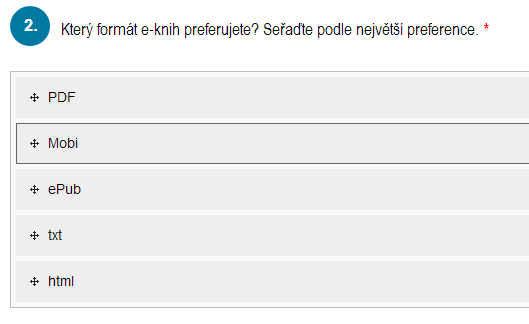 2. Který formát e-knih preferujete? Seřaďte podle největší preference. *
PDF
Mobi
ePub
txt
html